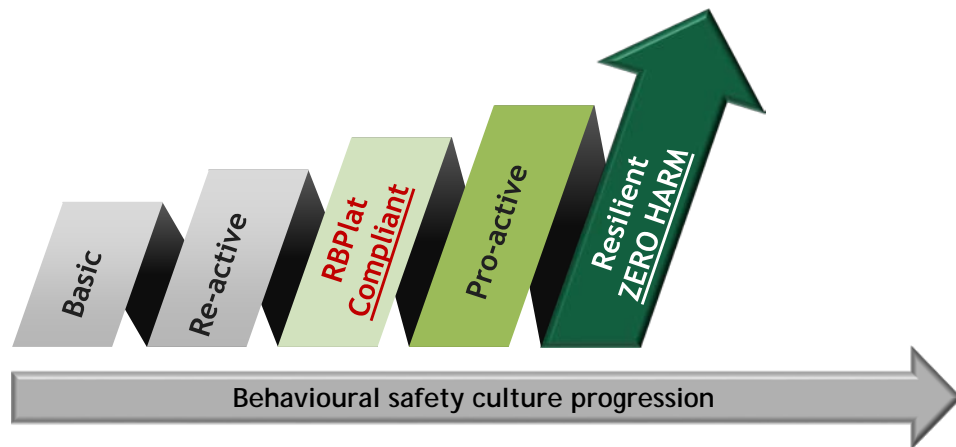 Basic
Re-active
RBPlat
Compliant
Pro-active
Resilient
ZERO HARM
Behavioural safety culture progression